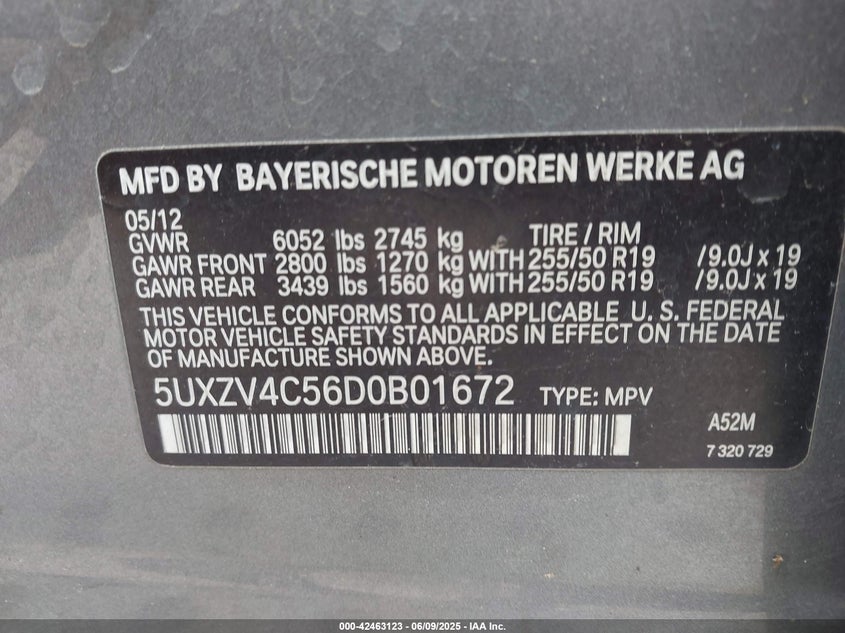 MFD BY BAYERISCHE MOTOREN WERKE AG
05/12
GVWR 6052 lbs 2745 kg TIRE / RIM
GAWR FRONT 2800 lbs 1270 kg WITH 255/50 R19 /9.0J x 19
GAWR REAR 3439 lbs 1560 kg WITH 255/50 R19 /9.0J x 19
THIS VEHICLE CONFORMS TO ALL APPLICABLE U. S. FEDERAL
MOTOR VEHICLE SAFETY STANDARDS IN EFFECT ON THE DATE
OF MANUFACTURE SHOWN ABOVE.
5UXZV4C56D0B01672 TYPE: MPV
A52M
7 320 729
000-42463123 | 06/09/2025 - IAA Inc.